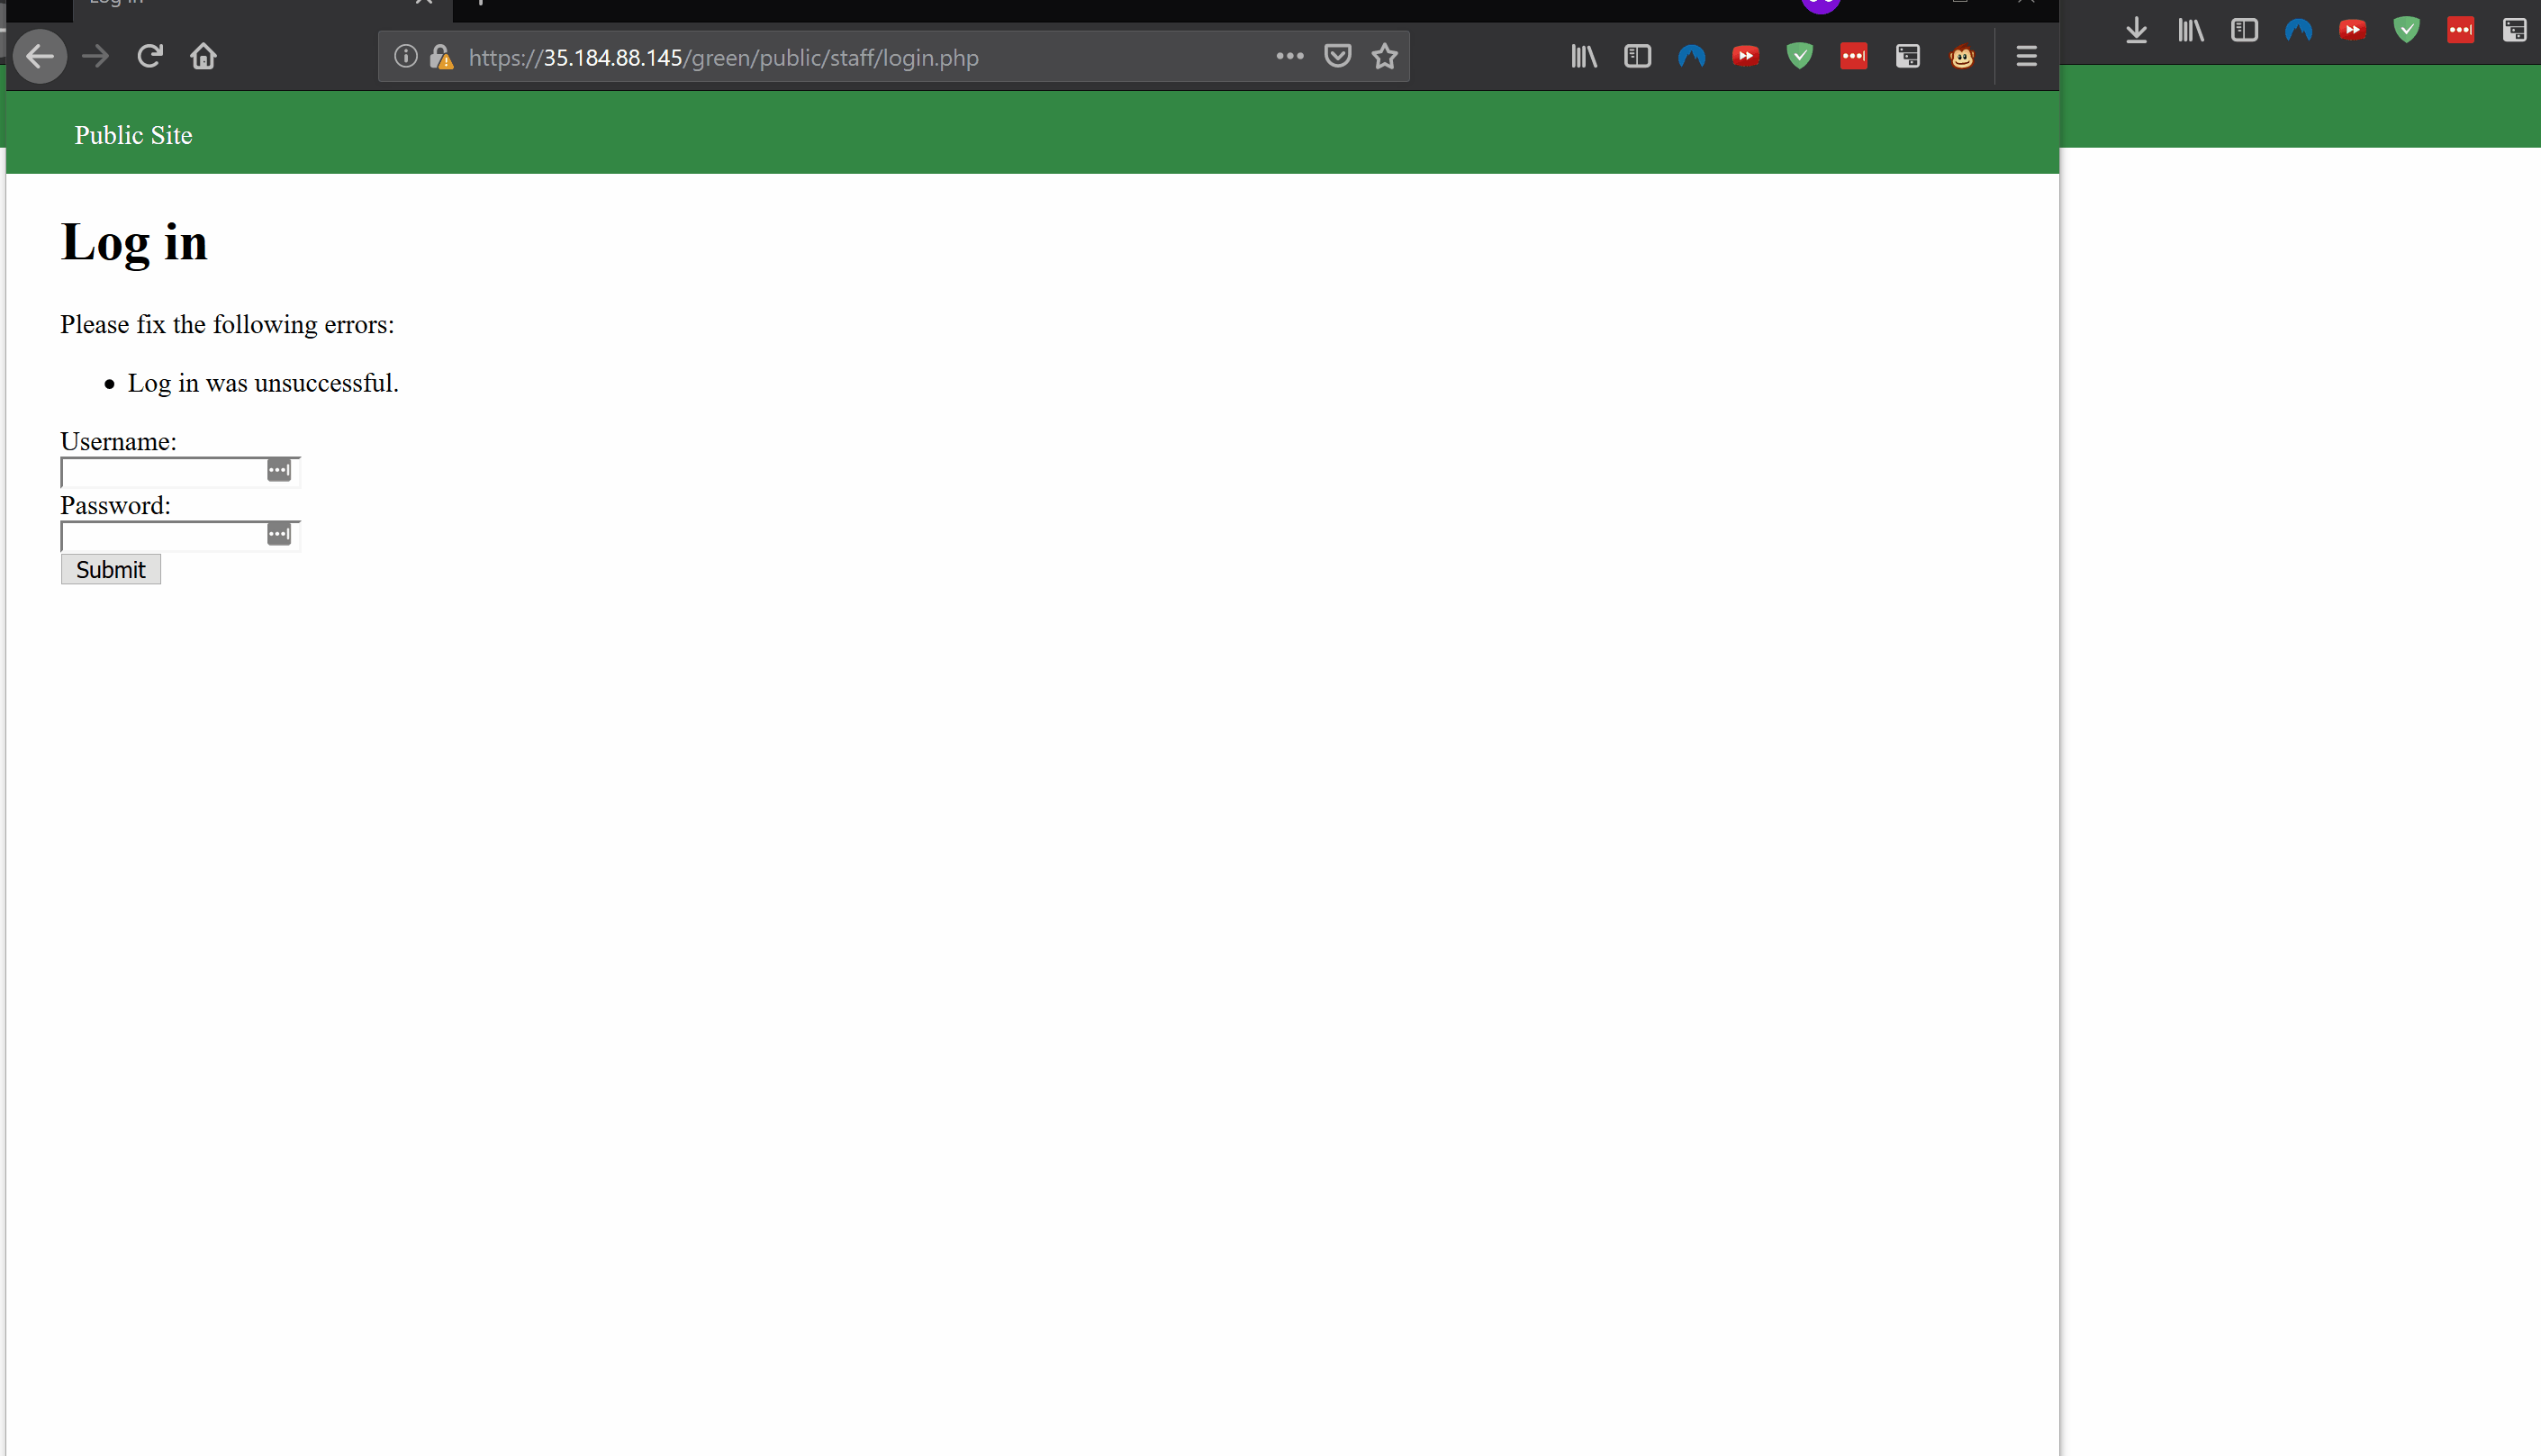 https://35.184.88.145/green/public/staff/login.php
Public Site
Log in
Please fix the following errors:
• Log in was unsuccessful.
Username:
Password:
Submit